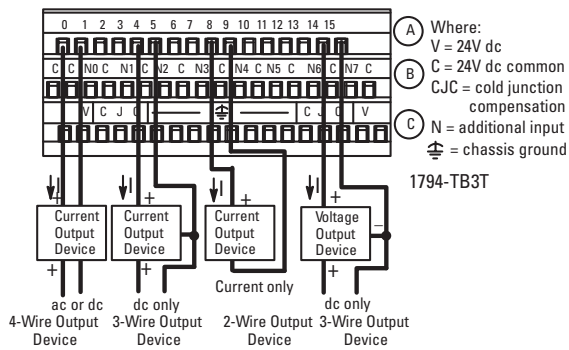 0 1 2 3 4 5 6 7 8 9 10 11 12 13 14 15
A
Where:
V = 24V dc
C C N0 C N1 C N2 C N3 C N4 C N5 C N6 C N7 C
B
C = 24V dc common
CJC = cold junction
compensation
V C J C C J C V
C
N = additional input
= chassis ground
1794-TB3T
I I I I
+ + + +
Current Output Device
Current Output Device
Current Output Device
Voltage Output Device
–
+ + +
Current only
ac or dc
4-Wire Output Device
dc only
3-Wire Output Device
2-Wire Output Device
dc only
3-Wire Output Device